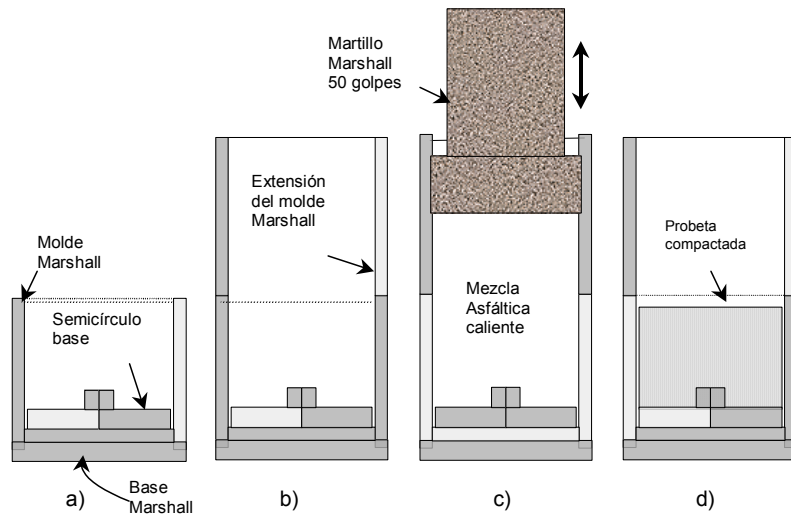 Martillo
Marshall
50 golpes
Extensión
del molde
Marshall
Probeta
compactada
Molde
Marshall
Mezcla
Asfáltica
caliente
Semicírculo
base
Base
Marshall
a)
b)
c)
d)